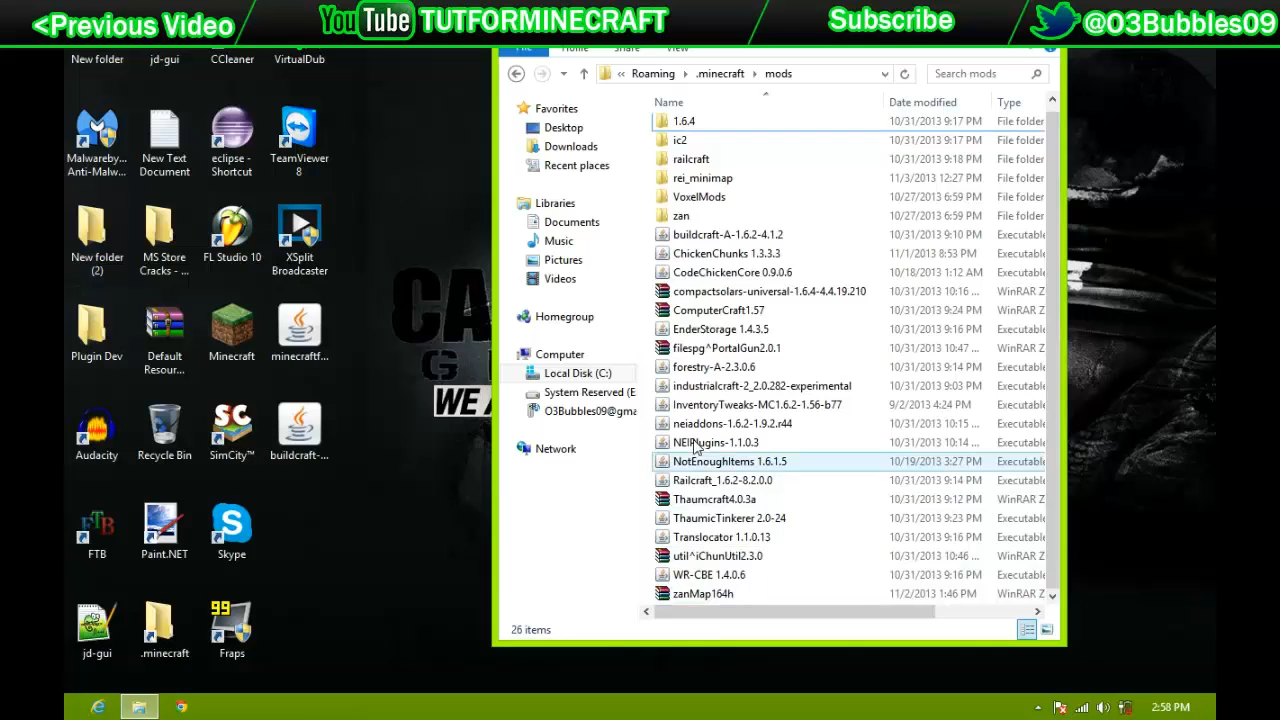 <Previous Video
YouTube TUTFORMINECRAFT
Subscribe
@O3Bubbles09
New folder
jd-gui
CCleaner
VirtualDub
Malwareby... Anti-Malw...
New Text Document
eclipse - Shortcut
TeamViewer 8
New folder (2)
MS Store Cracks - ...
FL Studio 10
XSplit Broadcaster
Plugin Dev
Default Resour...
Minecraft
minecraftf...
Audacity
Recycle Bin
SimCity™
buildcraft-...
FTB
Paint.NET
Skype
jd-gui
.minecraft
99
Fraps
File Home Share View
« Roaming ▸ .minecraft ▸ mods
Search mods
Favorites
Desktop
Downloads
Recent places
Libraries
Documents
Music
Pictures
Videos
Homegroup
Computer
Local Disk (C:)
System Reserved (E
O3Bubbles09@gma
Network
Name Date modified Type
1.6.4 10/31/2013 9:17 PM File folder
ic2 10/31/2013 9:17 PM File folder
railcraft 10/31/2013 9:18 PM File folder
rei_minimap 11/3/2013 12:27 PM File folder
VoxelMods 10/27/2013 6:59 PM File folder
zan 10/27/2013 6:59 PM File folder
buildcraft-A-1.6.2-4.1.2 10/31/2013 9:10 PM Executable
ChickenChunks 1.3.3.3 11/1/2013 8:53 PM Executable
CodeChickenCore 0.9.0.6 10/18/2013 1:12 AM Executable
compactsolars-universal-1.6.4-4.4.19.210 10/31/2013 10:16 ... WinRAR Z
ComputerCraft1.57 10/31/2013 9:24 PM WinRAR Z
EnderStorage 1.4.3.5 10/31/2013 9:16 PM Executable
filespg^PortalGun2.0.1 10/31/2013 10:47 ... WinRAR Z
forestry-A-2.3.0.6 10/31/2013 9:14 PM Executable
industrialcraft-2_2.0.282-experimental 10/31/2013 9:03 PM Executable
InventoryTweaks-MC1.6.2-1.56-b77 9/2/2013 4:24 PM Executable
neiaddons-1.6.2-1.9.2.r44 10/31/2013 10:15 ... Executable
NEIPlugins-1.1.0.3 10/31/2013 10:14 ... Executable
NotEnoughItems 1.6.1.5 10/19/2013 3:27 PM Executable
Railcraft_1.6.2-8.2.0.0 10/31/2013 9:14 PM Executable
Thaumcraft4.0.3a 10/31/2013 9:12 PM WinRAR Z
ThaumicTinkerer 2.0-24 10/31/2013 9:23 PM Executable
Translocator 1.1.0.13 10/31/2013 9:16 PM Executable
util^iChunUtil2.3.0 10/31/2013 10:46 ... WinRAR Z
WR-CBE 1.4.0.6 10/31/2013 9:16 PM Executable
zanMap164h 11/2/2013 1:46 PM WinRAR Z
26 items
CA
G
WE A
2:58 PM